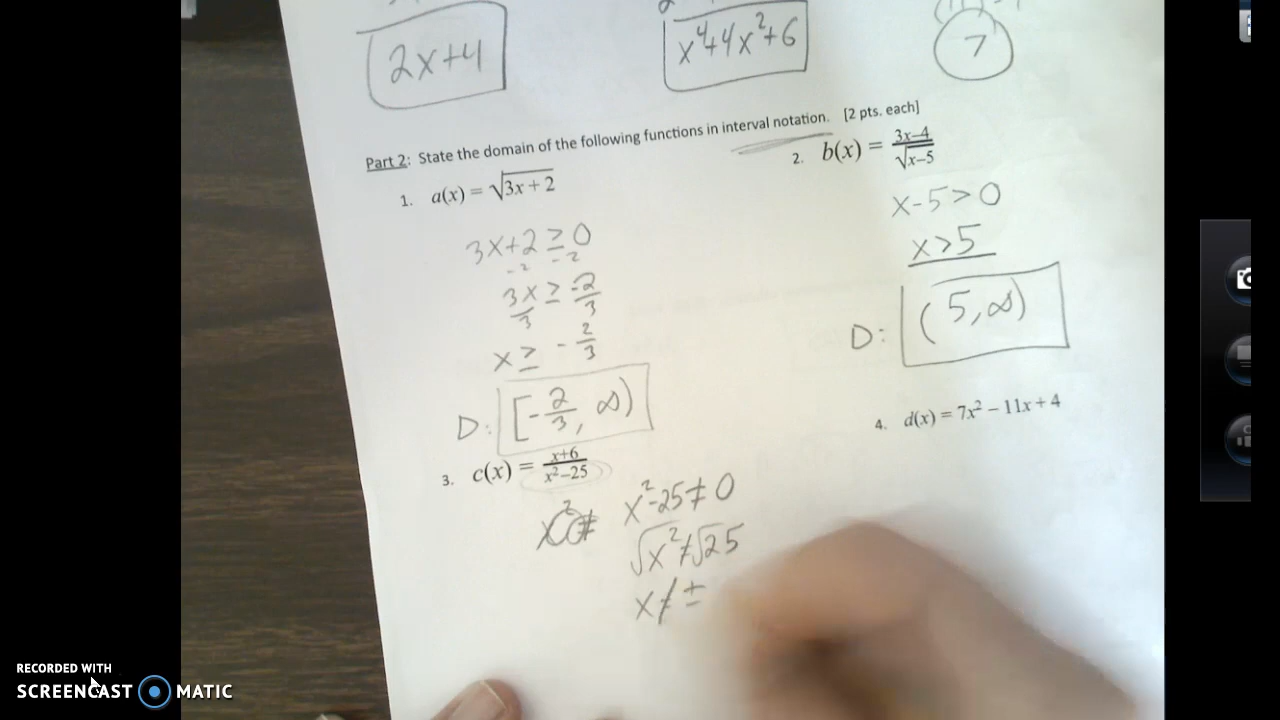 2x+4
x⁴+4x²+6
7
Part 2: State the domain of the following functions in interval notation. [2 pts. each]
1. a(x) = √(3x + 2)
3x+2 ≥ 0
-2 -2
3x/3 ≥ -2/3
x ≥ -2/3
D: [-2/3, ∞)
2. b(x) = (3x-4)/√(x-5)
x-5 > 0
x > 5
D: (5, ∞)
3. c(x) = (x+6)/(x²-25)
x²-25 ≠ 0
√x² ≠ √25
x ≠ ±
4. d(x) = 7x² - 11x + 4
RECORDED WITH
SCREENCAST MATIC